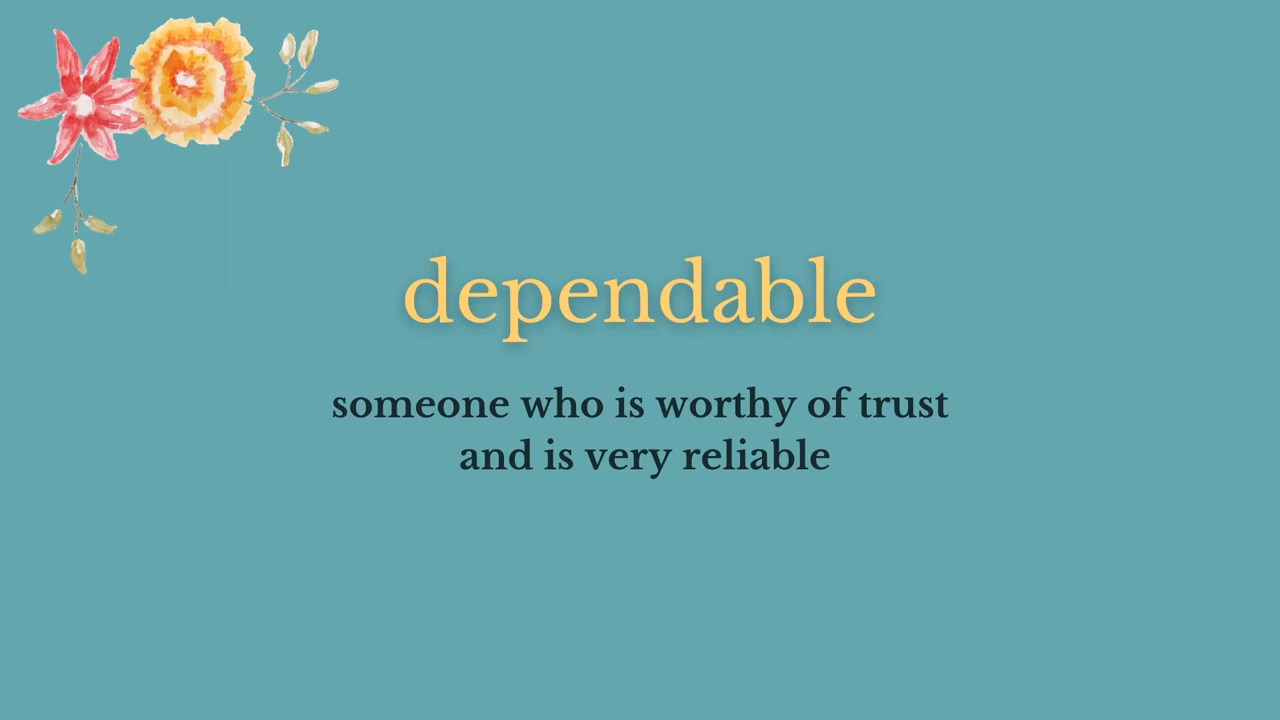 dependable
someone who is worthy of trust
and is very reliable